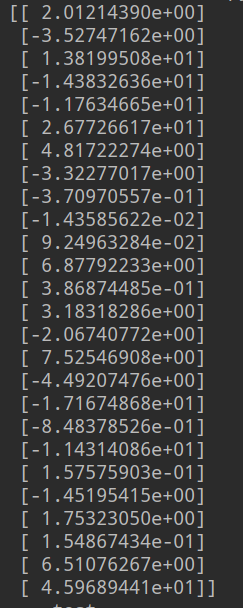 [[ 2.01214390e+00]
[-3.52747162e+00]
[ 1.38199508e+01]
[-1.43832636e+01]
[-1.17634665e+01]
[ 2.67726617e+01]
[ 4.81722274e+00]
[-3.32277017e+00]
[-3.70970557e-01]
[-1.43585622e-02]
[ 9.24963284e-02]
[ 6.87792233e+00]
[ 3.86874485e-01]
[ 3.18318286e+00]
[-2.06740772e+00]
[ 7.52546908e+00]
[-4.49207476e+00]
[-1.71674868e+01]
[-8.48378526e-01]
[-1.14314086e+01]
[ 1.57575903e-01]
[-1.45195415e+00]
[ 1.75323050e+00]
[ 1.54867434e-01]
[ 6.51076267e+00]
[ 4.59689441e+01]]